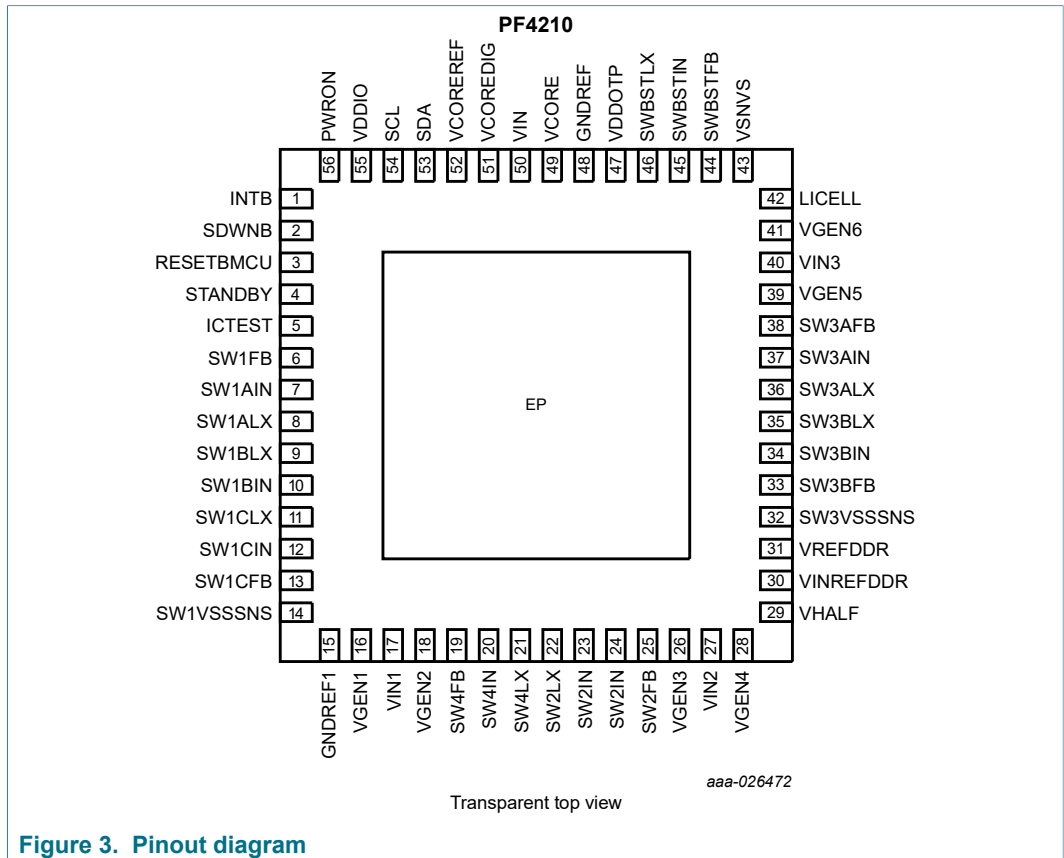 PF4210
PWRON
VDDIO
SCL
SDA
VCOREREF
VCOREDIG
VIN
VCORE
GNDREF
VDDOTP
SWBSTLX
SWBSTIN
SWBSTFB
VSNVS
56
55
54
53
52
51
50
49
48
47
46
45
44
43
INTB 1
SDWNB 2
RESETBMCU 3
STANDBY 4
ICTEST 5
SW1FB 6
SW1AIN 7
SW1ALX 8
SW1BLX 9
SW1BIN 10
SW1CLX 11
SW1CIN 12
SW1CFB 13
SW1VSSSNS 14
EP
42 LICELL
41 VGEN6
40 VIN3
39 VGEN5
38 SW3AFB
37 SW3AIN
36 SW3ALX
35 SW3BLX
34 SW3BIN
33 SW3BFB
32 SW3VSSSNS
31 VREFDDR
30 VINREFDDR
29 VHALF
15
16
17
18
19
20
21
22
23
24
25
26
27
28
GNDREF1
VGEN1
VIN1
VGEN2
SW4FB
SW4IN
SW4LX
SW2LX
SW2IN
SW2IN
SW2FB
VGEN3
VIN2
VGEN4
aaa-026472
Transparent top view
Figure 3. Pinout diagram